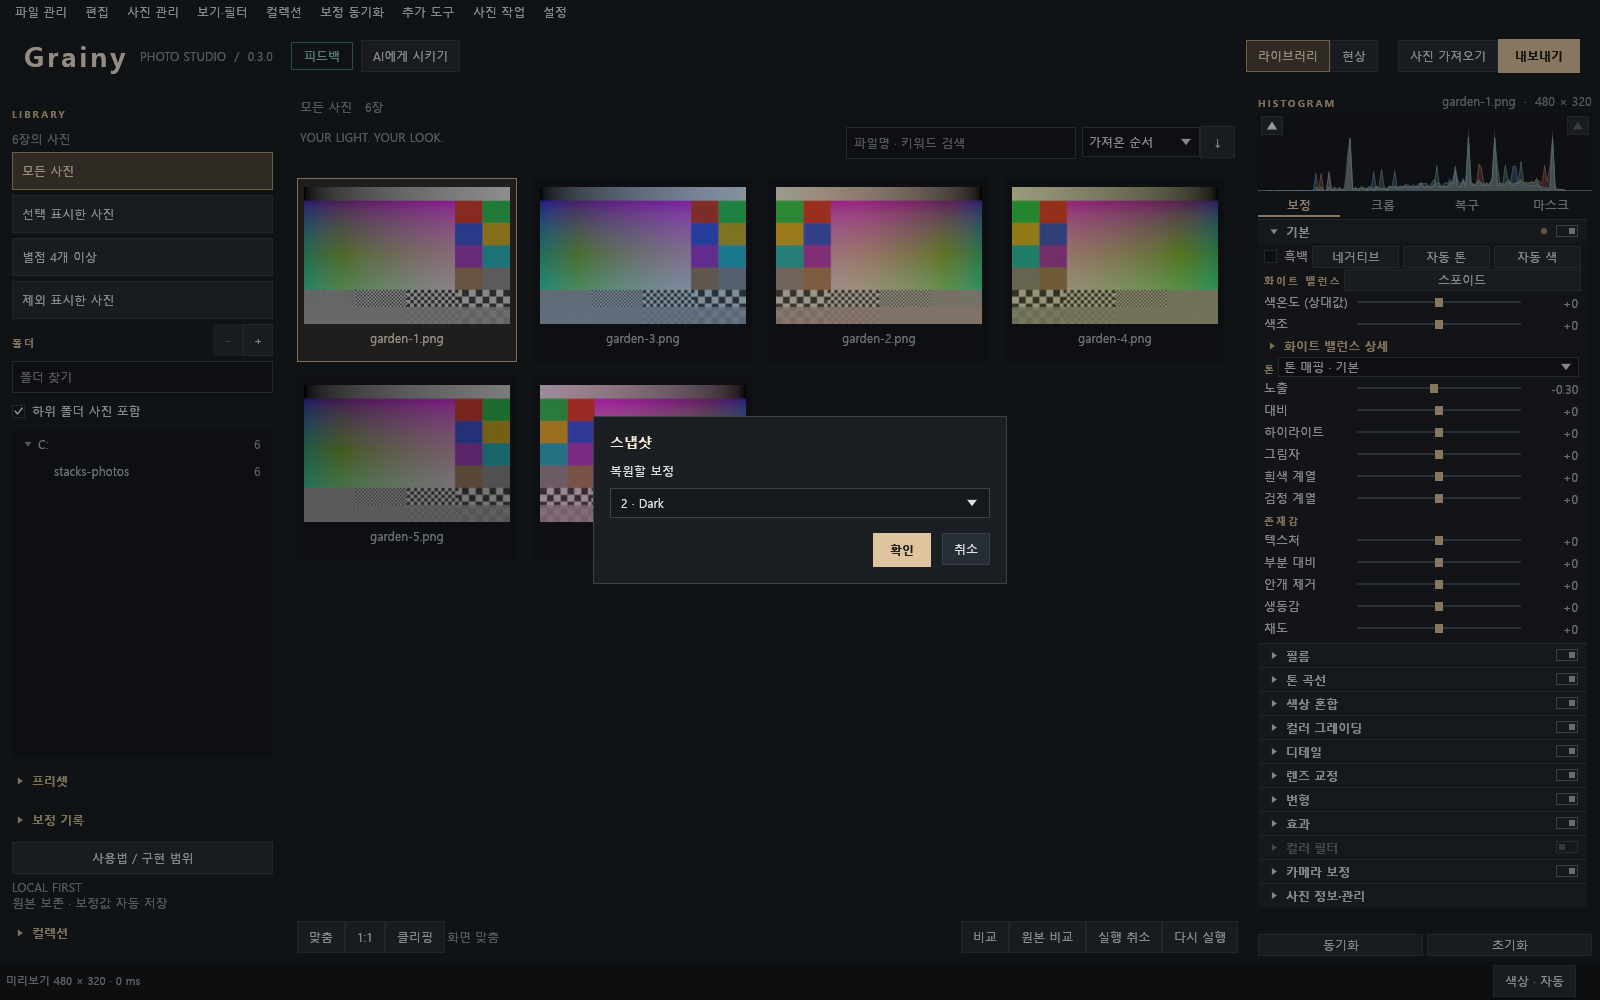 파일 관리 편집 사진 관리 보기·필터 컬렉션 보정 동기화 추가 도구 사진 작업 설정
Grainy PHOTO STUDIO / 0.3.0 피드백 AI에게 시키기 라이브러리 현상 사진 가져오기 내보내기
LIBRARY
6장의 사진
모든 사진
선택 표시한 사진
별점 4개 이상
제외 표시한 사진
폴더 − +
폴더 찾기
하위 폴더 사진 포함
C: 6
stacks-photos 6
프리셋
보정 기록
사용법 / 구현 범위
LOCAL FIRST
원본 보존 · 보정값 자동 저장
컬렉션
모든 사진 6장
YOUR LIGHT. YOUR LOOK.
파일명 · 키워드 검색 가져온 순서 ↓
garden-1.png garden-3.png garden-2.png garden-4.png
garden-5.png
스냅샷
복원할 보정
2 · Dark
확인 취소
맞춤 1:1 클리핑 화면 맞춤 비교 원본 비교 실행 취소 다시 실행
HISTOGRAM garden-1.png · 480 × 320
보정 크롭 복구 마스크
기본
흑백 네거티브 자동 톤 자동 색
화이트 밸런스 스포이드
색온도 (상대값) +0
색조 +0
화이트 밸런스 상세
톤 톤 매핑 · 기본
노출 -0.30
대비 +0
하이라이트 +0
그림자 +0
흰색 계열 +0
검정 계열 +0
존재감
텍스처 +0
부분 대비 +0
안개 제거 +0
생동감 +0
채도 +0
필름
톤 곡선
색상 혼합
컬러 그레이딩
디테일
렌즈 교정
변형
효과
컬러 필터
카메라 보정
사진 정보·관리
동기화 초기화
미리보기 480 × 320 · 0 ms 색상 · 자동